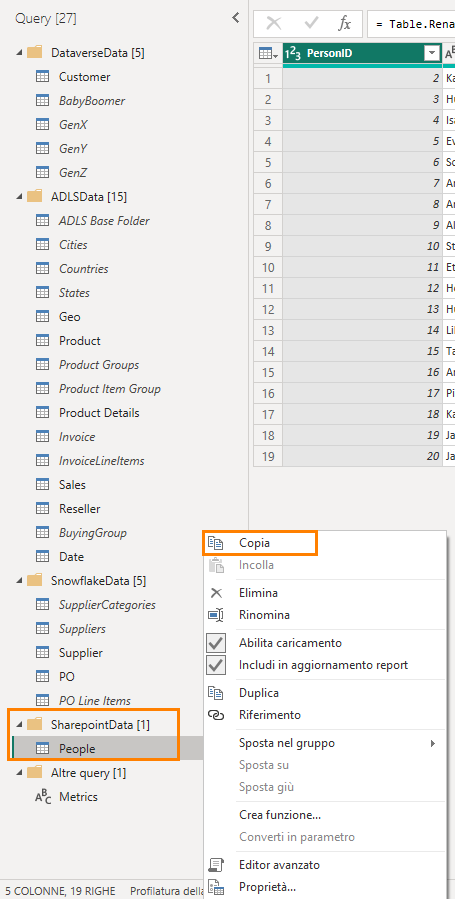 Query [27]
fx
= Table.Rena
DataverseData [5]
Customer
BabyBoomer
GenX
GenY
GenZ
ADLSData [15]
ADLS Base Folder
Cities
Countries
States
Geo
Product
Product Groups
Product Item Group
Product Details
Invoice
InvoiceLineItems
Sales
Reseller
BuyingGroup
Date
SnowflakeData [5]
SupplierCategories
Suppliers
Supplier
PO
PO Line Items
SharepointData [1]
People
Altre query [1]
ABC Metrics
1²3 PersonID AB
1 2 Ka
2 3 Hu
3 4 Isa
4 5 Ev
5 6 So
6 7 An
7 8 An
8 9 Al
9 10 St
10 11 Et
11 12 He
12 13 Hu
13 14 Lil
14 15 Ta
15 16 An
16 17 Pi
17 18 Ka
18 19 Ja
19 20 Ja
Copia
Incolla
Elimina
Rinomina
Abilita caricamento
Includi in aggiornamento report
Duplica
Riferimento
Sposta nel gruppo
Sposta su
Sposta giù
Crea funzione...
Converti in parametro
Editor avanzato
Proprietà...
5 COLONNE, 19 RIGHE
Profilatura della